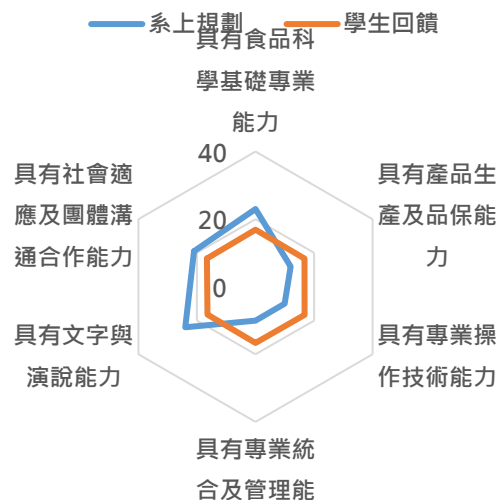 系上規劃 學生回饋
具有食品科
學基礎專業
能力
40
20
0
具有產品生
產及品保能
力
具有專業操
作技術能力
具有專業統
合及管理能
具有文字與
演說能力
具有社會適
應及團體溝
通合作能力